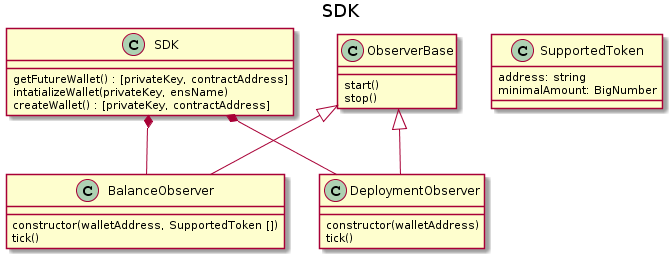 SDK
C SDK
getFutureWallet() : [privateKey, contractAddress]
intatializeWallet(privateKey, ensName)
createWallet() : [privateKey, contractAddress]
C ObserverBase
start()
stop()
C SupportedToken
address: string
minimalAmount: BigNumber
C BalanceObserver
constructor(walletAddress, SupportedToken [])
tick()
C DeploymentObserver
constructor(walletAddress)
tick()